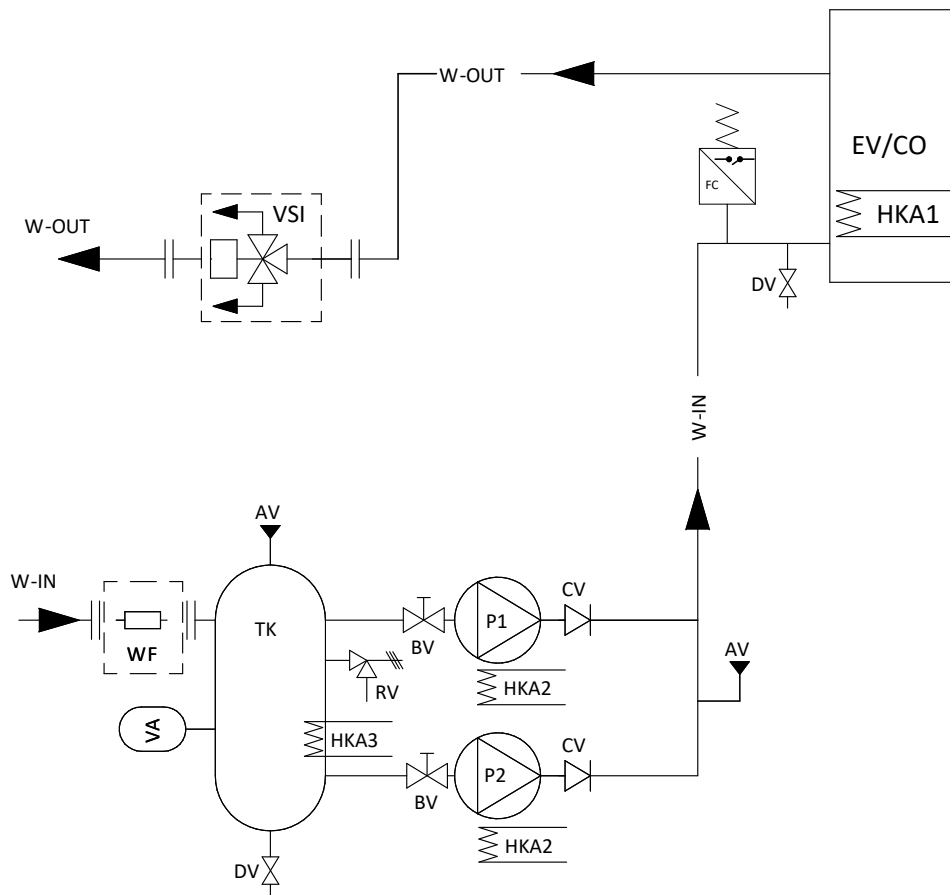 W-OUT
EV/CO
FC
HKA1
VSI
W-OUT
DV
W-IN
AV
W-IN
CV
P1
TK
BV
WF
AV
RV
HKA2
VA
HKA3
CV
P2
BV
HKA2
DV